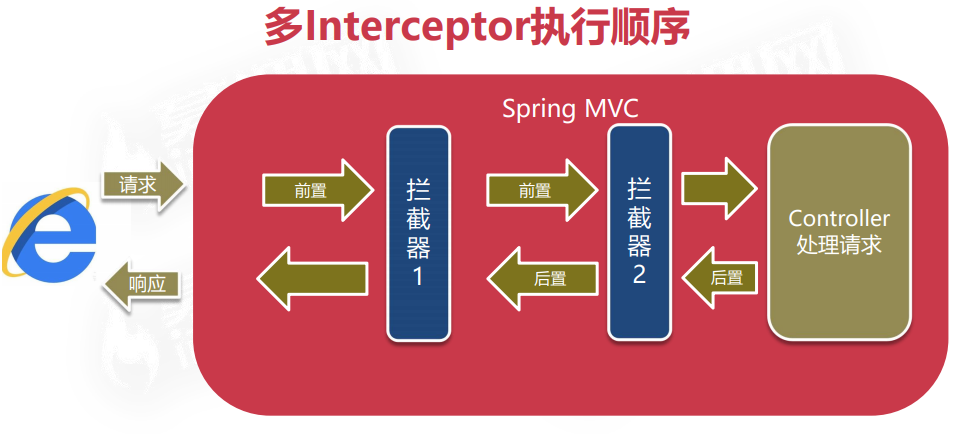 多Interceptor执行顺序
Spring MVC
请求
前置
拦
截
器
1
前置
拦
截
器
2
Controller
处理请求
响应
后置
后置